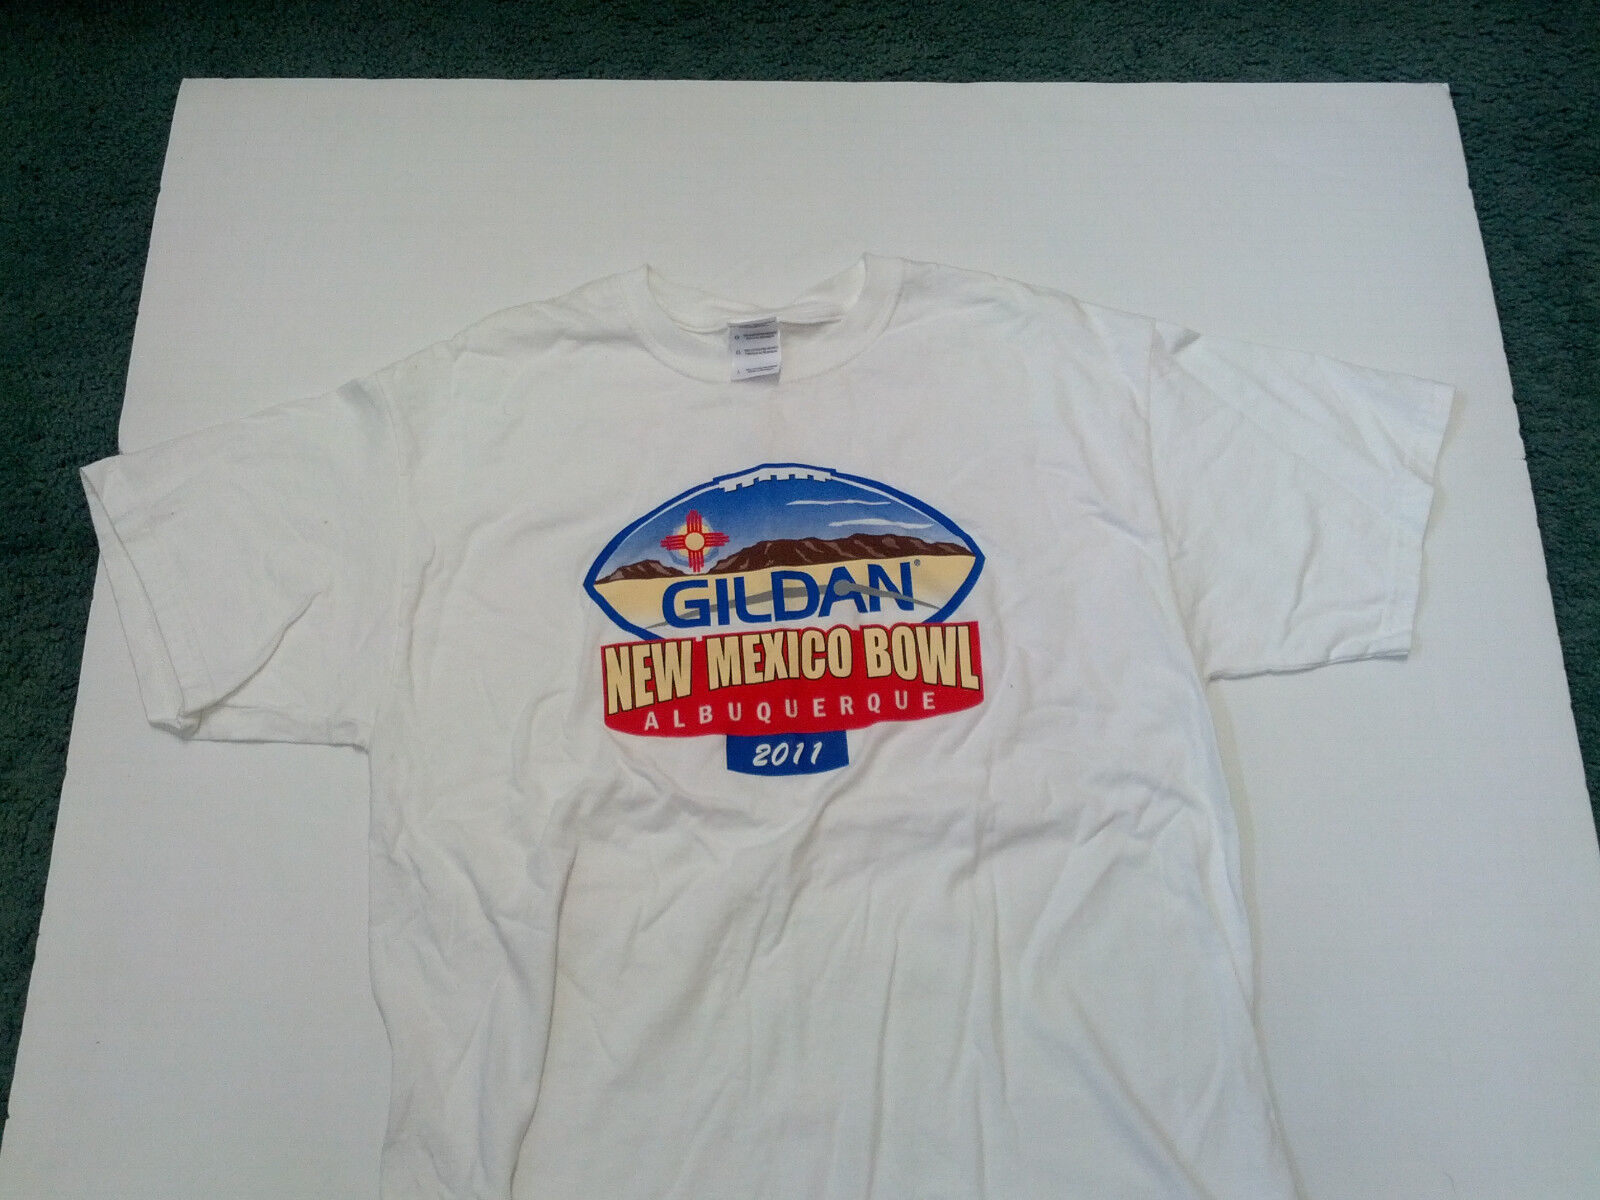 GILDAN®
NEW MEXICO BOWL
ALBUQUERQUE
2011